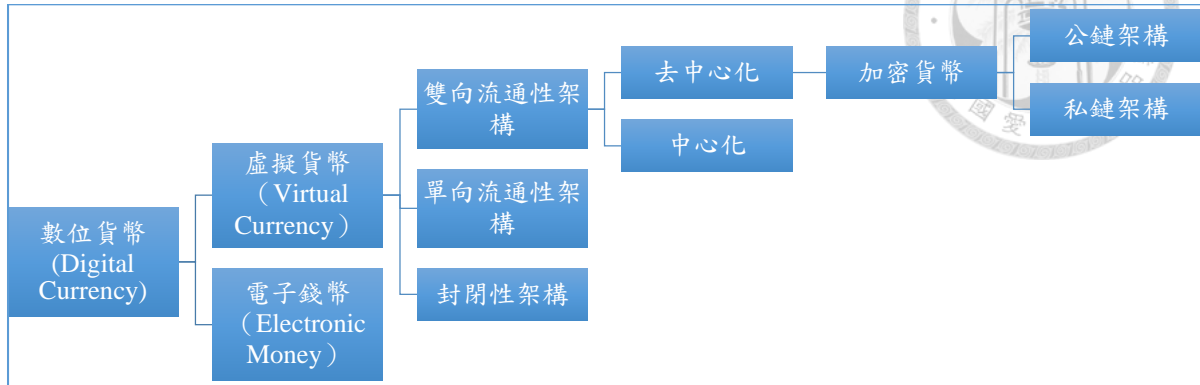 數位貨幣
(Digital
Currency)
虛擬貨幣
（Virtual
Currency）
電子錢幣
（Electronic
Money）
雙向流通性架
構
單向流通性架
構
封閉性架構
去中心化
中心化
加密貨幣
公鏈架構
私鏈架構
國
愛